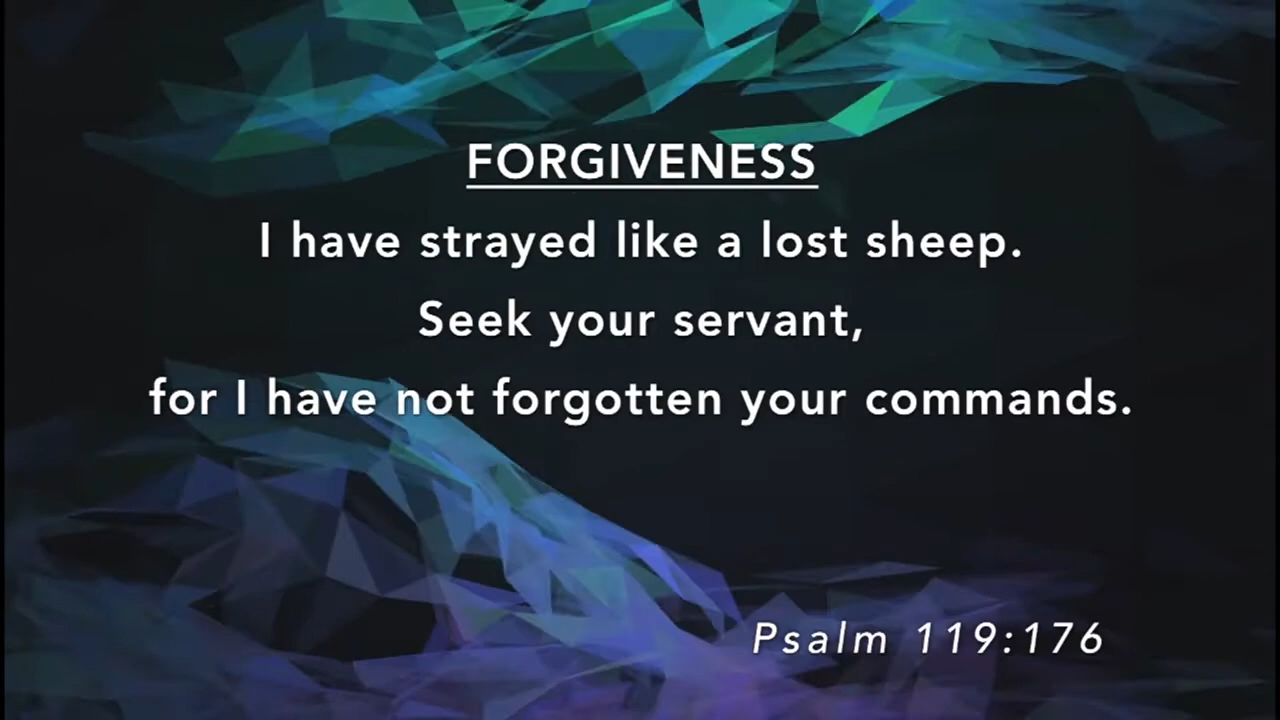 FORGIVENESS
I have strayed like a lost sheep.
Seek your servant,
for I have not forgotten your commands.
Psalm 119:176